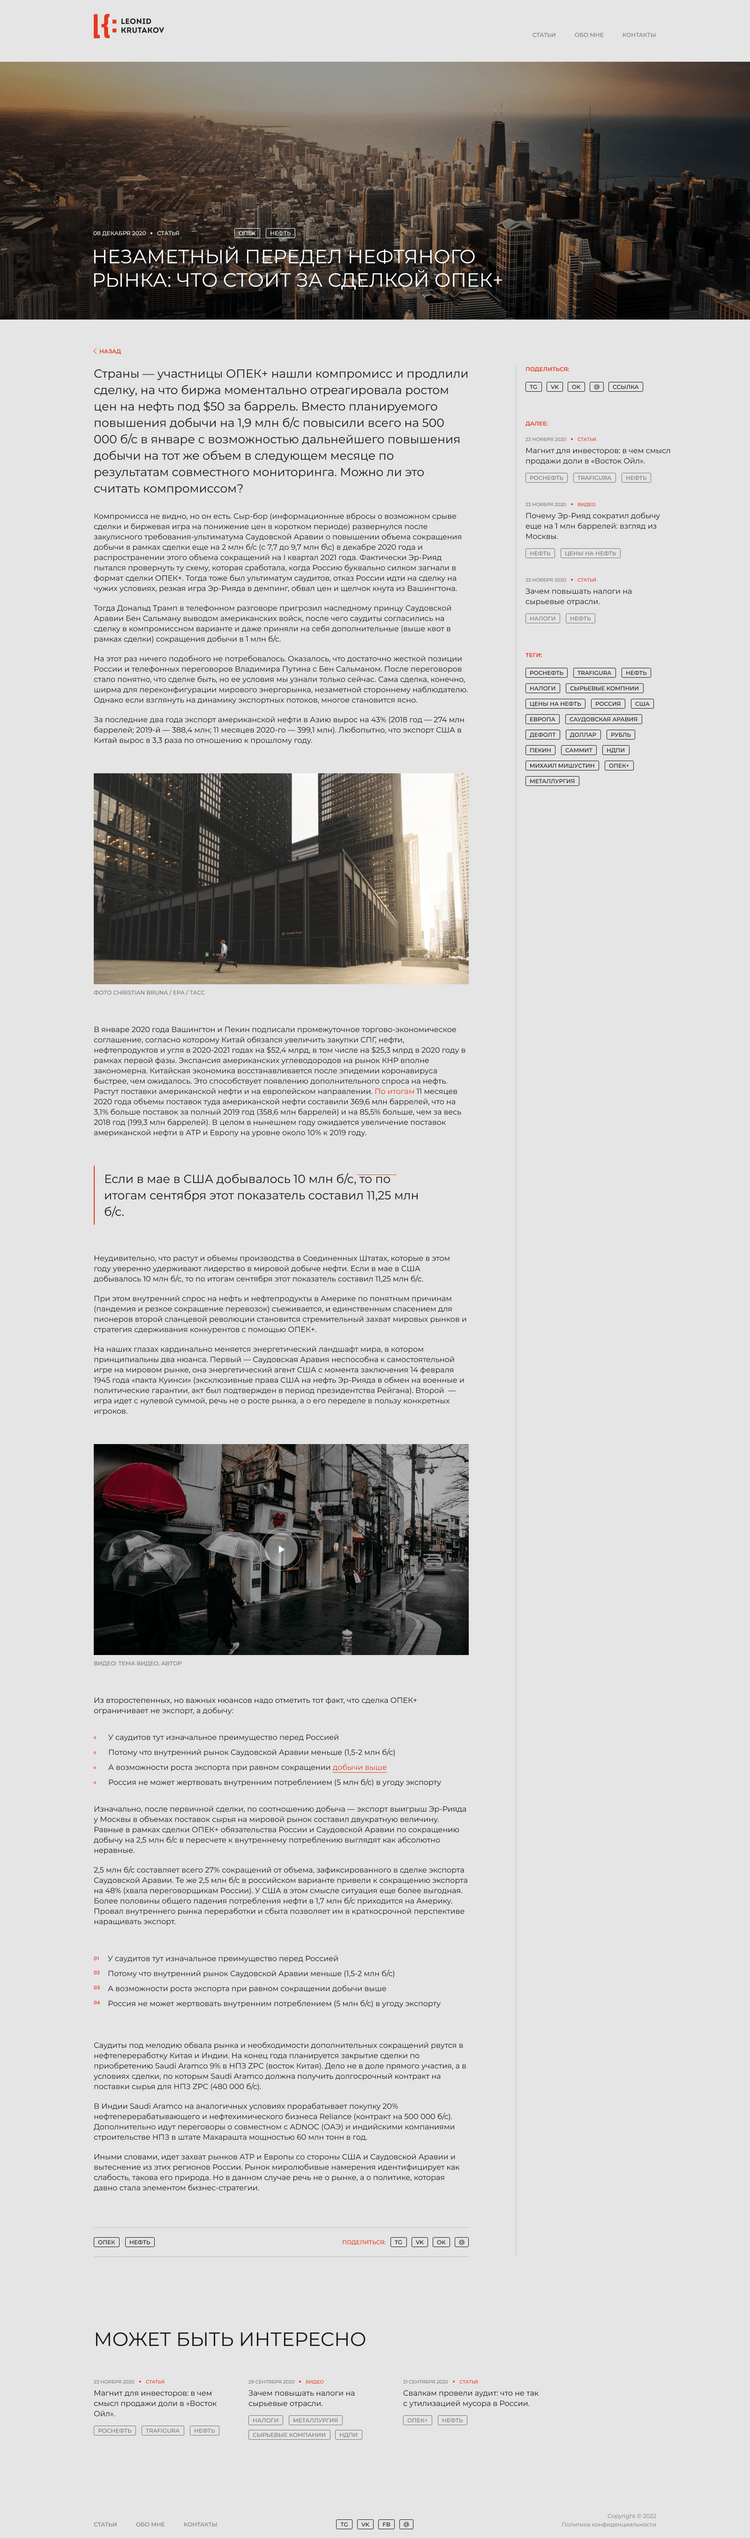 LEONID
KRUTAKOV
СТАТЬИ ОБО МНЕ КОНТАКТЫ
08 ДЕКАБРЯ 2020 • СТАТЬЯ ОПЕК НЕФТЬ
НЕЗАМЕТНЫЙ ПЕРЕДЕЛ НЕФТЯНОГО
РЫНКА: ЧТО СТОИТ ЗА СДЕЛКОЙ ОПЕК+
НАЗАД
Страны — участницы ОПЕК+ нашли компромисс и продлили
сделку, на что биржа моментально отреагировала ростом
цен на нефть под $50 за баррель. Вместо планируемого
повышения добычи на 1,9 млн б/с повысили всего на 500
000 б/с в январе с возможностью дальнейшего повышения
добычи на тот же объем в следующем месяце по
результатам совместного мониторинга. Можно ли это
считать компромиссом?
Компромисса не видно, но он есть. Сыр-бор (информационные вбросы о возможном срыве
сделки и биржевая игра на понижение цен в коротком периоде) развернулся после
закулисного требования-ультиматума Саудовской Аравии о повышении объема сокращения
добычи в рамках сделки еще на 2 млн б/с (с 7,7 до 9,7 млн б\с) в декабре 2020 года и
распространении этого объема сокращений на I квартал 2021 года. Фактически Эр-Рияд
пытался провернуть ту схему, которая сработала, когда Россию буквально силком загнали в
формат сделки ОПЕК+. Тогда тоже был ультиматум саудитов, отказ России идти на сделку на
чужих условиях, резкая игра Эр-Рияда в демпинг, обвал цен и щелчок кнута из Вашингтона.
Тогда Дональд Трамп в телефонном разговоре пригрозил наследному принцу Саудовской
Аравии Бен Сальману выводом американских войск, после чего саудиты согласились на
сделку в компромиссном варианте и даже приняли на себя дополнительные (выше квот в
рамках сделки) сокращения добычи в 1 млн б/с.
На этот раз ничего подобного не потребовалось. Оказалось, что достаточно жесткой позиции
России и телефонных переговоров Владимира Путина с Бен Сальманом. После переговоров
стало понятно, что сделке быть, но ее условия мы узнали только сейчас. Сама сделка, конечно,
ширма для переконфигурации мирового энергорынка, незаметной стороннему наблюдателю.
Однако если взглянуть на динамику экспортных потоков, многое становится ясно.
За последние два года экспорт американской нефти в Азию вырос на 43% (2018 год — 274 млн
баррелей; 2019-й — 388,4 млн; 11 месяцев 2020-го — 399,1 млн). Любопытно, что экспорт США в
Китай вырос в 3,3 раза по отношению к прошлому году.
ФОТО CHRISTIAN BRUNA / EPA / ТАСС
В январе 2020 года Вашингтон и Пекин подписали промежуточное торгово-экономическое
соглашение, согласно которому Китай обязался увеличить закупки СПГ, нефти,
нефтепродуктов и угля в 2020-2021 годах на $52,4 млрд, в том числе на $25,3 млрд в 2020 году в
рамках первой фазы. Экспансия американских углеводородов на рынок КНР вполне
закономерна. Китайская экономика восстанавливается после эпидемии коронавируса
быстрее, чем ожидалось. Это способствует появлению дополнительного спроса на нефть.
Растут поставки американской нефти и на европейском направлении. По итогам 11 месяцев
2020 года объемы поставок туда американской нефти составили 369,6 млн баррелей, что на
3,1% больше поставок за полный 2019 год (358,6 млн баррелей) и на 85,5% больше, чем за весь
2018 год (199,3 млн баррелей). В целом в нынешнем году ожидается увеличение поставок
американской нефти в АТР и Европу на уровне около 10% к 2019 году.
Если в мае в США добывалось 10 млн б/с, то по
итогам сентября этот показатель составил 11,25 млн
б/с.
Неудивительно, что растут и объемы производства в Соединенных Штатах, которые в этом
году уверенно удерживают лидерство в мировой добыче нефти. Если в мае в США
добывалось 10 млн б/с, то по итогам сентября этот показатель составил 11,25 млн б/с.
При этом внутренний спрос на нефть и нефтепродукты в Америке по понятным причинам
(пандемия и резкое сокращение перевозок) съеживается, и единственным спасением для
пионеров второй сланцевой революции становится стремительный захват мировых рынков и
стратегия сдерживания конкурентов с помощью ОПЕК+.
На наших глазах кардинально меняется энергетический ландшафт мира, в котором
принципиальны два нюанса. Первый — Саудовская Аравия неспособна к самостоятельной
игре на мировом рынке, она энергетический агент США с момента заключения 14 февраля
1945 года «пакта Куинси» (эксклюзивные права США на нефть Эр-Рияда в обмен на военные и
политические гарантии, акт был подтвержден в период президентства Рейгана). Второй —
игра идет с нулевой суммой, речь не о росте рынка, а о его переделе в пользу конкретных
игроков.
ВИДЕО: ТЕМА ВИДЕО, АВТОР
Из второстепенных, но важных нюансов надо отметить тот факт, что сделка ОПЕК+
ограничивает не экспорт, а добычу:
У саудитов тут изначальное преимущество перед Россией
Потому что внутренний рынок Саудовской Аравии меньше (1,5-2 млн б/с)
А возможности роста экспорта при равном сокращении добычи выше
Россия не может жертвовать внутренним потреблением (5 млн б/с) в угоду экспорту
Изначально, после первичной сделки, по соотношению добыча — экспорт выигрыш Эр-Рияда
у Москвы в объемах поставок сырья на мировой рынок составил двукратную величину.
Равные в рамках сделки ОПЕК+ обязательства России и Саудовской Аравии по сокращению
добычу на 2,5 млн б/с в пересчете к внутреннему потреблению выглядят как абсолютно
неравные.
2,5 млн б/с составляет всего 27% сокращений от объема, зафиксированного в сделке экспорта
Саудовской Аравии. Те же 2,5 млн б/с в российском варианте привели к сокращению экспорта
на 48% (хвала переговорщикам России). У США в этом смысле ситуация еще более выгодная.
Более половины общего падения потребления нефти в 1,7 млн б/с приходится на Америку.
Провал внутреннего рынка переработки и сбыта позволяет им в краткосрочной перспективе
наращивать экспорт.
01 У саудитов тут изначальное преимущество перед Россией
02 Потому что внутренний рынок Саудовской Аравии меньше (1,5-2 млн б/с)
03 А возможности роста экспорта при равном сокращении добычи выше
04 Россия не может жертвовать внутренним потреблением (5 млн б/с) в угоду экспорту
Саудиты под мелодию обвала рынка и необходимости дополнительных сокращений рвутся в
нефтепереработку Китая и Индии. На конец года планируется закрытие сделки по
приобретению Saudi Aramco 9% в НПЗ ZPC (восток Китая). Дело не в доле прямого участия, а в
условиях сделки, по которым Saudi Aramco должна получить долгосрочный контракт на
поставки сырья для НПЗ ZPC (480 000 б/с).
В Индии Saudi Aramco на аналогичных условиях прорабатывает покупку 20%
нефтеперерабатывающего и нефтехимического бизнеса Reliance (контракт на 500 000 б/с).
Дополнительно идут переговоры о совместном с ADNOC (ОАЭ) и индийскими компаниями
строительстве НПЗ в штате Махарашта мощностью 60 млн тонн в год.
Иными словами, идет захват рынков АТР и Европы со стороны США и Саудовской Аравии и
вытеснение из этих регионов России. Рынок миролюбивые намерения идентифицирует как
слабость, такова его природа. Но в данном случае речь не о рынке, а о политике, которая
давно стала элементом бизнес-стратегии.
ОПЕК НЕФТЬ ПОДЕЛИТЬСЯ: TG VK OK @
ПОДЕЛИТЬСЯ:
TG VK OK @ ССЫЛКА
ДАЛЕЕ:
23 НОЯБРЯ 2020 • СТАТЬЯ
Магнит для инвесторов: в чем смысл
продажи доли в «Восток Ойл».
РОСНЕФТЬ TRAFIGURA НЕФТЬ
23 НОЯБРЯ 2020 • ВИДЕО
Почему Эр-Рияд сократил добычу
еще на 1 млн баррелей: взгляд из
Москвы.
НЕФТЬ ЦЕНЫ НА НЕФТЬ
23 НОЯБРЯ 2020 • СТАТЬЯ
Зачем повышать налоги на
сырьевые отрасли.
НАЛОГИ НЕФТЬ
ТЕГИ:
РОСНЕФТЬ TRAFIGURA НЕФТЬ
НАЛОГИ СЫРЬЕВЫЕ КОМПНИИ
ЦЕНЫ НА НЕФТЬ РОССИЯ США
ЕВРОПА САУДОВСКАЯ АРАВИЯ
ДЕФОЛТ ДОЛЛАР РУБЛЬ
ПЕКИН САММИТ НДПИ
МИХАИЛ МИШУСТИН ОПЕК+
МЕТАЛЛУРГИЯ
МОЖЕТ БЫТЬ ИНТЕРЕСНО
23 НОЯБРЯ 2020 • СТАТЬЯ
Магнит для инвесторов: в чем
смысл продажи доли в «Восток
Ойл».
РОСНЕФТЬ TRAFIGURA НЕФТЬ
29 СЕНТЯБРЯ 2020 • ВИДЕО
Зачем повышать налоги на
сырьевые отрасли.
НАЛОГИ МЕТАЛЛУРГИЯ
СЫРЬЕВЫЕ КОМПАНИИ НДПИ
21 СЕНТЯБРЯ 2020 • СТАТЬЯ
Свалкам провели аудит: что не так
с утилизацией мусора в России.
ОПЕК+ НЕФТЬ
СТАТЬИ ОБО МНЕ КОНТАКТЫ
TG VK FB @
Copyright © 2022
Политика конфиденциальности